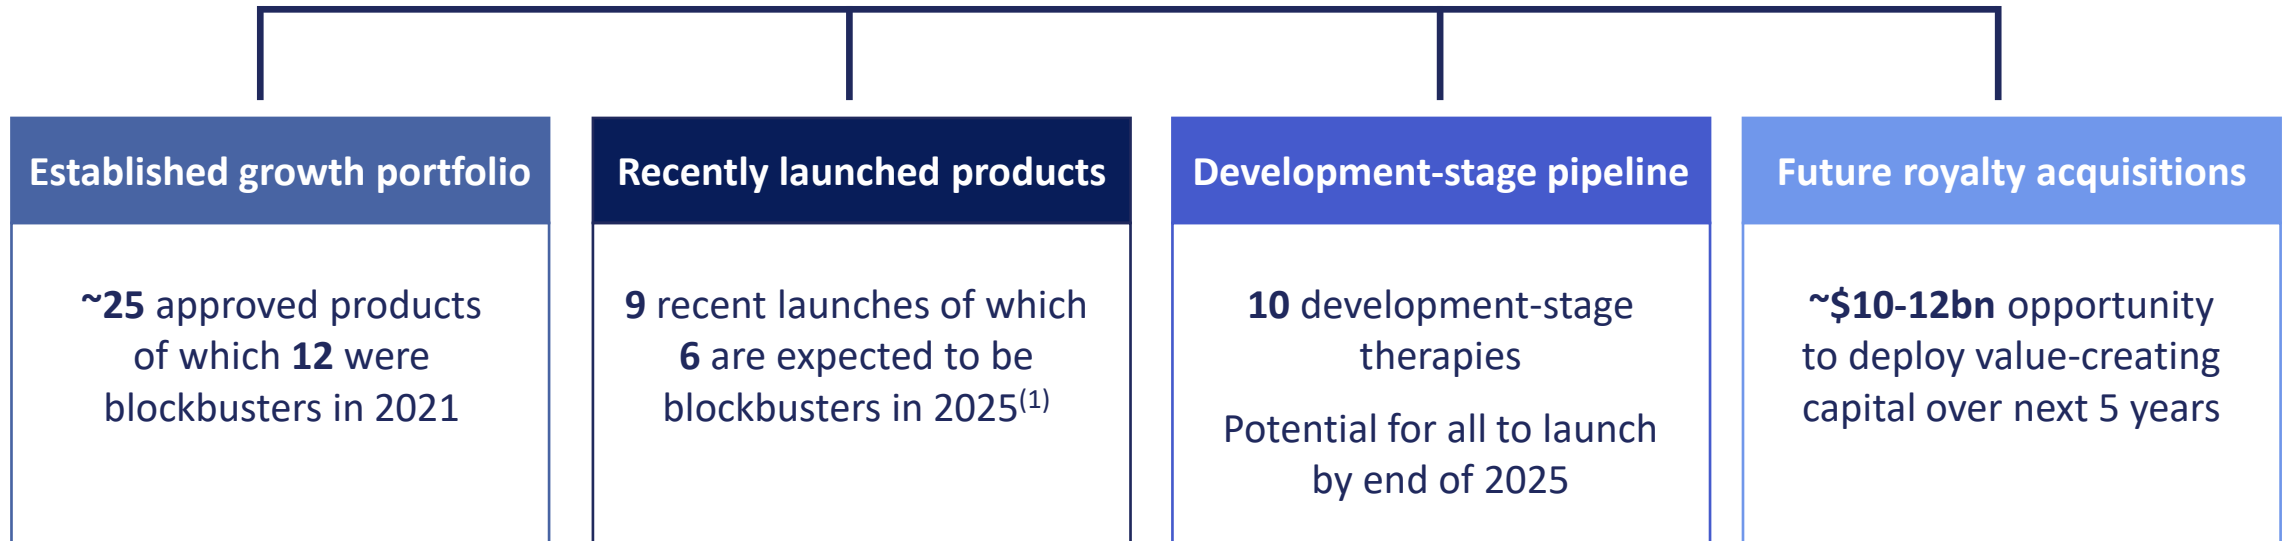 Established growth portfolio
~25 approved products
of which 12 were
blockbusters in 2021
Recently launched products
9 recent launches of which
6 are expected to be
blockbusters in 2025(1)
Development-stage pipeline
10 development-stage
therapies
Potential for all to launch
by end of 2025
Future royalty acquisitions
~$10-12bn opportunity
to deploy value-creating
capital over next 5 years